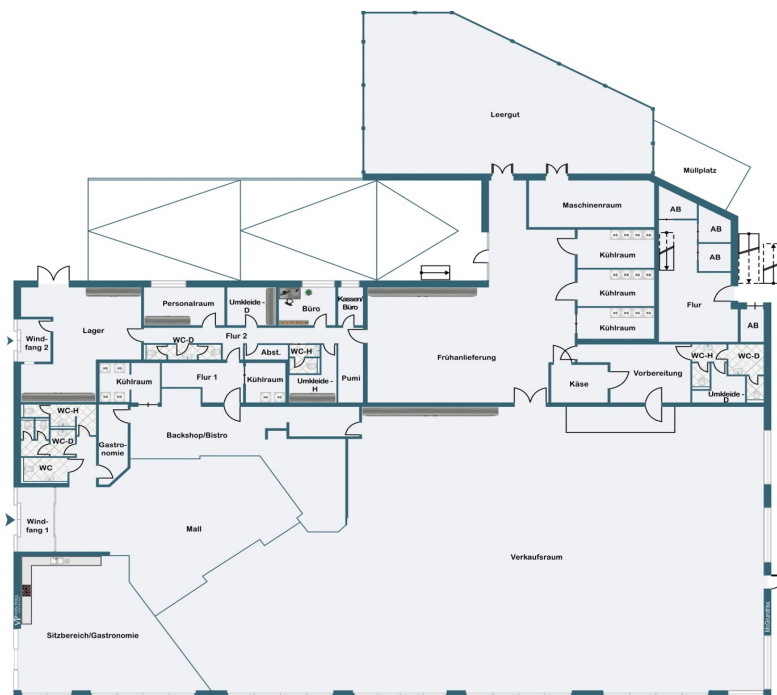 Leergut
Müllplatz
Maschinenraum
AB
AB
AB
Kühlraum
Kühlraum
Kühlraum
Flur
AB
Personalraum
Umkleide -
D
Büro
Kassen/
Büro
Lager
Wind-
fang 2
Flur 2
WC-D
Abst.
WC-H
Frühanlieferung
Vorbereitung
WC-H
WC-D
Kühlraum
Flur 1
Kühlraum
Umkleide -
H
Pumi
Käse
Umkleide-
D
WC-H
WC-D
WC
Gastro-
nomie
Backshop/Bistro
Wind-
fang 1
Mall
Verkaufsraum
Sitzbereich/Gastronomie
VP
McGrundriss